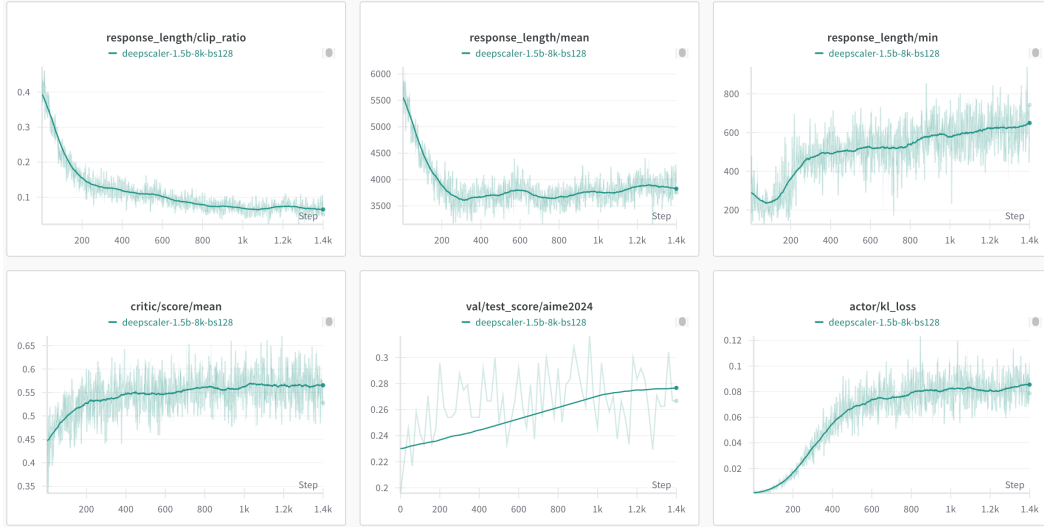 response_length/clip_ratio
deepscaler-1.5b-8k-bs128
0.4
0.3
0.2
0.1
Step
200 400 600 800 1k 1.2k 1.4k
response_length/mean
deepscaler-1.5b-8k-bs128
6000
5500
5000
4500
4000
3500
Step
200 400 600 800 1k 1.2k 1.4k
response_length/min
deepscaler-1.5b-8k-bs128
800
600
400
200
Step
200 400 600 800 1k 1.2k 1.4k
critic/score/mean
deepscaler-1.5b-8k-bs128
0.65
0.6
0.55
0.5
0.45
0.4
0.35
Step
200 400 600 800 1k 1.2k 1.4k
val/test_score/aime2024
deepscaler-1.5b-8k-bs128
0.3
0.28
0.26
0.24
0.22
0.2
Step
0 200 400 600 800 1k 1.2k 1.4k
actor/kl_loss
deepscaler-1.5b-8k-bs128
0.12
0.1
0.08
0.06
0.04
0.02
Step
200 400 600 800 1k 1.2k 1.4k